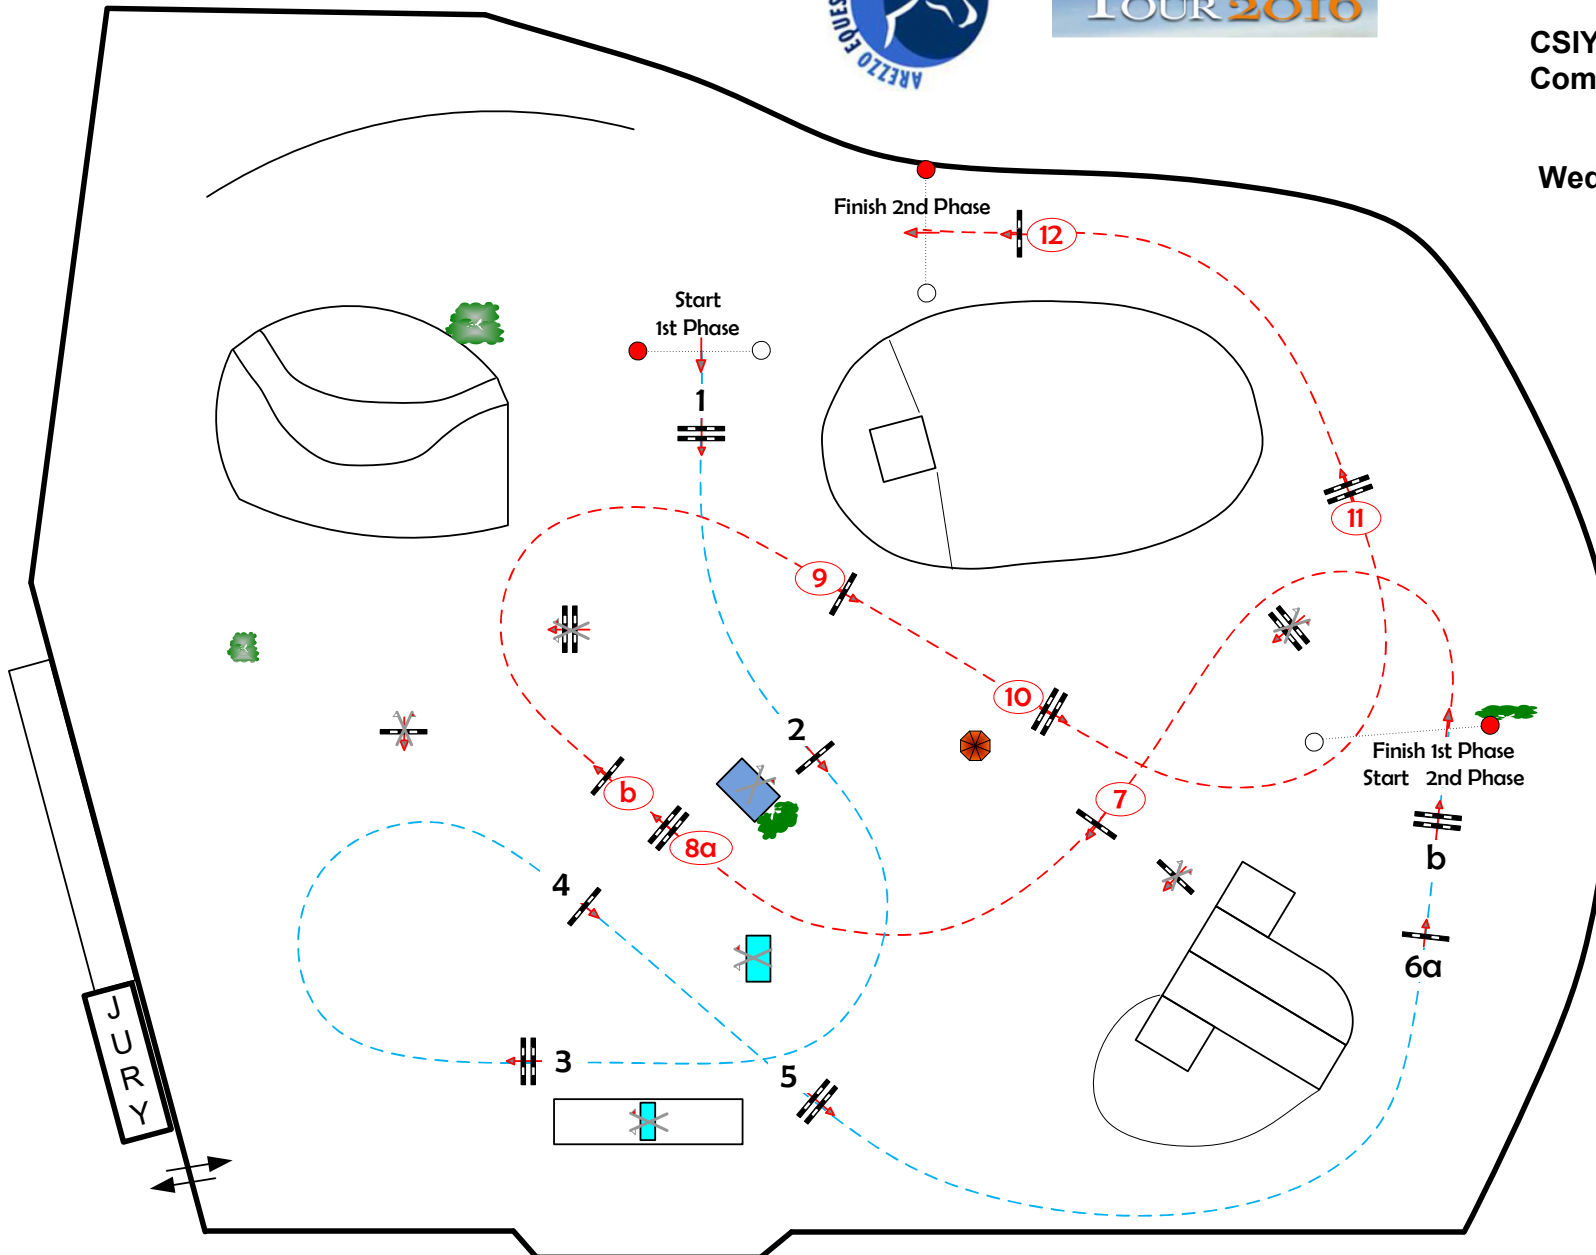 TOUR 2016
AREZZO EQUES
CSIY
Com
Wed
Finish 2nd Phase
12
Start
1st Phase
1
11
9
10
2
Finish 1st Phase
Start 2nd Phase
b
7
8a
b
4
6a
3
5
JURY